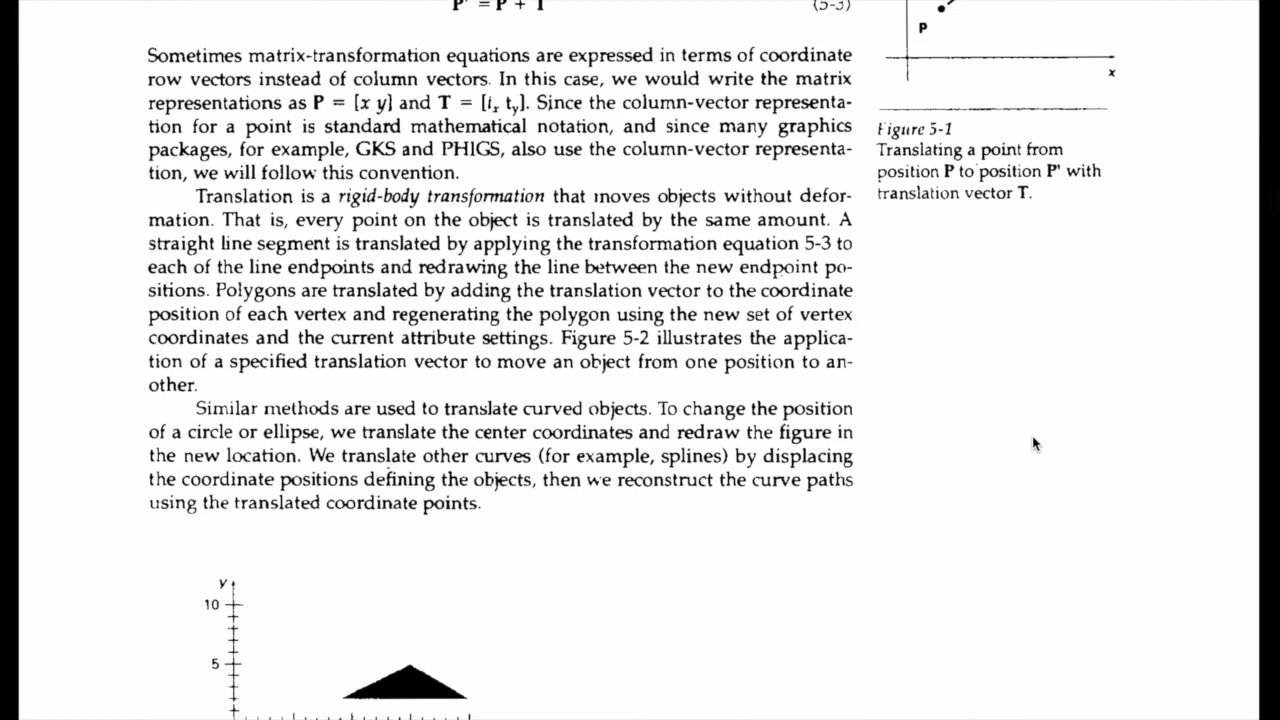 P' = P + T (5-3)
Sometimes matrix-transformation equations are expressed in terms of coordinate
row vectors instead of column vectors. In this case, we would write the matrix
representations as P = [x y] and T = [tx ty]. Since the column-vector representa-
tion for a point is standard mathematical notation, and since many graphics
packages, for example, GKS and PHIGS, also use the column-vector representa-
tion, we will follow this convention.
Translation is a rigid-body transformation that moves objects without defor-
mation. That is, every point on the object is translated by the same amount. A
straight line segment is translated by applying the transformation equation 5-3 to
each of the line endpoints and redrawing the line between the new endpoint po-
sitions. Polygons are translated by adding the translation vector to the coordinate
position of each vertex and regenerating the polygon using the new set of vertex
coordinates and the current attribute settings. Figure 5-2 illustrates the applica-
tion of a specified translation vector to move an object from one position to an-
other.
Similar methods are used to translate curved objects. To change the position
of a circle or ellipse, we translate the center coordinates and redraw the figure in
the new location. We translate other curves (for example, splines) by displacing
the coordinate positions defining the objects, then we reconstruct the curve paths
using the translated coordinate points.
P
x
Figure 5-1
Translating a point from
position P to position P' with
translation vector T.
y
10
5